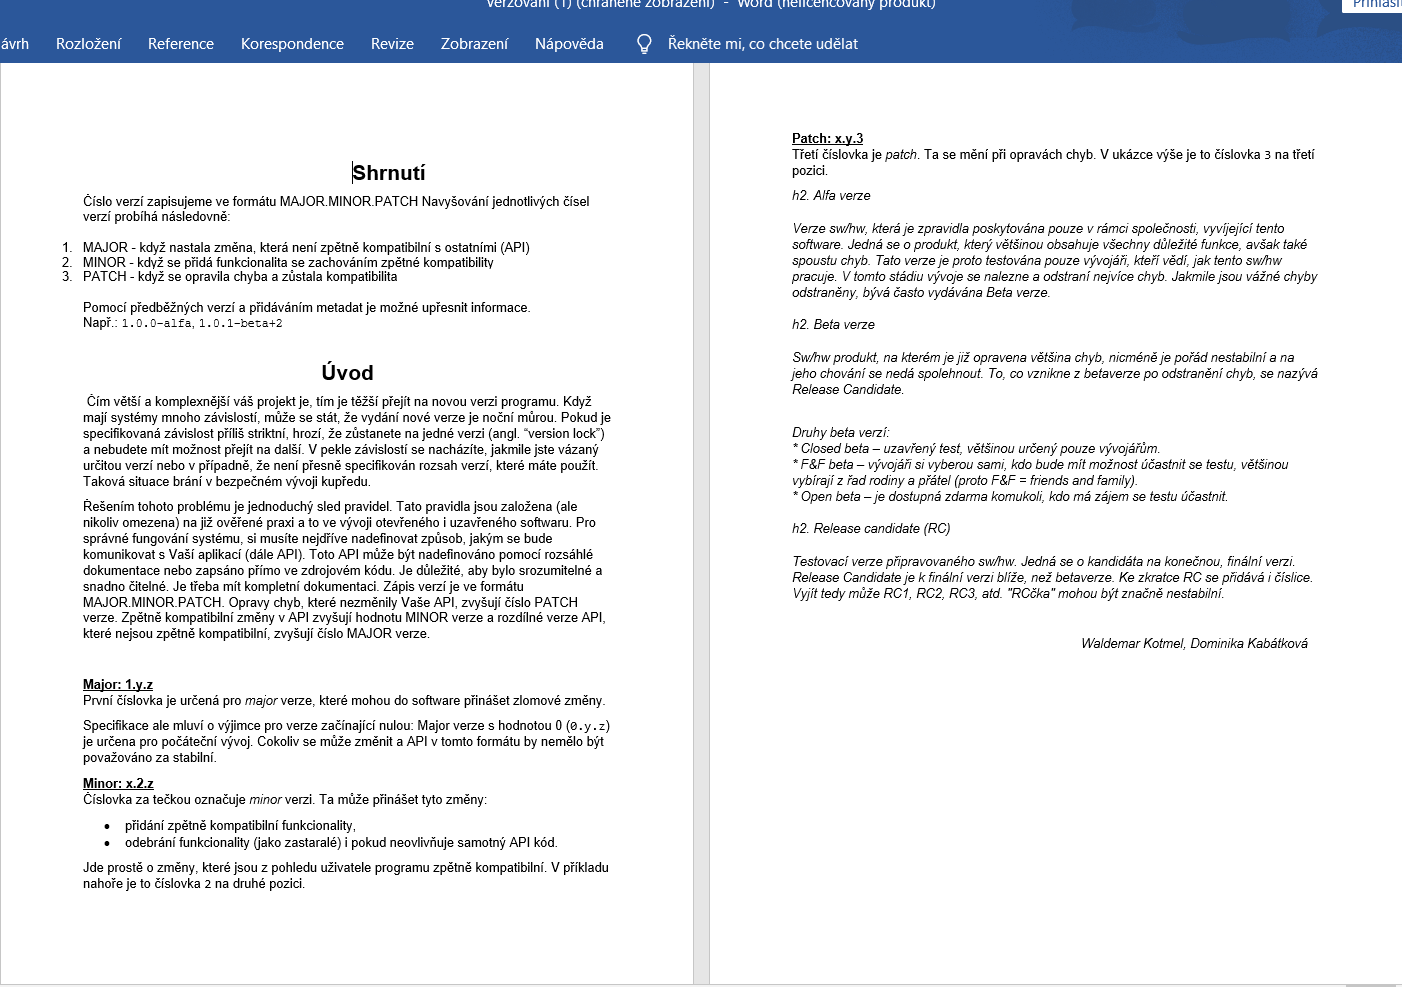 verzování (1) (chráněné zobrazení) - Word (nelicencovaný produkt)
Přihlásit
ávrh Rozložení Reference Korespondence Revize Zobrazení Nápověda Řekněte mi, co chcete udělat
Shrnutí
Číslo verzí zapisujeme ve formátu MAJOR.MINOR.PATCH Navyšování jednotlivých čísel
verzí probíhá následovně:
1. MAJOR - když nastala změna, která není zpětně kompatibilní s ostatními (API)
2. MINOR - když se přidá funkcionalita se zachováním zpětné kompatibility
3. PATCH - když se opravila chyba a zůstala kompatibilita
Pomocí předběžných verzí a přidáváním metadat je možné upřesnit informace.
Např.: 1.0.0-alfa, 1.0.1-beta+2
Úvod
Čím větší a komplexnější váš projekt je, tím je těžší přejít na novou verzi programu. Když
mají systémy mnoho závislostí, může se stát, že vydání nové verze je noční můrou. Pokud je
specifikovaná závislost příliš striktní, hrozí, že zůstanete na jedné verzi (angl. “version lock”)
a nebudete mít možnost přejít na další. V pekle závislostí se nacházíte, jakmile jste vázaný
určitou verzí nebo v případně, že není přesně specifikován rozsah verzí, které máte použít.
Taková situace brání v bezpečném vývoji kupředu.
Řešením tohoto problému je jednoduchý sled pravidel. Tato pravidla jsou založena (ale
nikoliv omezena) na již ověřené praxi a to ve vývoji otevřeného i uzavřeného softwaru. Pro
správné fungování systému, si musíte nejdříve nadefinovat způsob, jakým se bude
komunikovat s Vaší aplikací (dále API). Toto API může být nadefinováno pomocí rozsáhlé
dokumentace nebo zapsáno přímo ve zdrojovém kódu. Je důležité, aby bylo srozumitelné a
snadno čitelné. Je třeba mít kompletní dokumentaci. Zápis verzí je ve formátu
MAJOR.MINOR.PATCH. Opravy chyb, které nezměnily Vaše API, zvyšují číslo PATCH
verze. Zpětně kompatibilní změny v API zvyšují hodnotu MINOR verze a rozdílné verze API,
které nejsou zpětně kompatibilní, zvyšují číslo MAJOR verze.
Major: 1.y.z
První číslovka je určená pro major verze, které mohou do software přinášet zlomové změny.
Specifikace ale mluví o výjimce pro verze začínající nulou: Major verze s hodnotou 0 (0.y.z)
je určena pro počáteční vývoj. Cokoliv se může změnit a API v tomto formátu by nemělo být
považováno za stabilní.
Minor: x.2.z
Číslovka za tečkou označuje minor verzi. Ta může přinášet tyto změny:
• přidání zpětně kompatibilní funkcionality,
• odebrání funkcionality (jako zastaralé) i pokud neovlivňuje samotný API kód.
Jde prostě o změny, které jsou z pohledu uživatele programu zpětně kompatibilní. V příkladu
nahoře je to číslovka 2 na druhé pozici.
Patch: x.y.3
Třetí číslovka je patch. Ta se mění při opravách chyb. V ukázce výše je to číslovka 3 na třetí
pozici.
h2. Alfa verze
Verze sw/hw, která je zpravidla poskytována pouze v rámci společnosti, vyvíjející tento
software. Jedná se o produkt, který většinou obsahuje všechny důležité funkce, avšak také
spoustu chyb. Tato verze je proto testována pouze vývojáři, kteří vědí, jak tento sw/hw
pracuje. V tomto stádiu vývoje se nalezne a odstraní nejvíce chyb. Jakmile jsou vážné chyby
odstraněny, bývá často vydávána Beta verze.
h2. Beta verze
Sw/hw produkt, na kterém je již opravena většina chyb, nicméně je pořád nestabilní a na
jeho chování se nedá spolehnout. To, co vznikne z betaverze po odstranění chyb, se nazývá
Release Candidate.
Druhy beta verzí:
* Closed beta – uzavřený test, většinou určený pouze vývojářům.
* F&F beta – vývojáři si vyberou sami, kdo bude mít možnost účastnit se testu, většinou
vybírají z řad rodiny a přátel (proto F&F = friends and family).
* Open beta – je dostupná zdarma komukoli, kdo má zájem se testu účastnit.
h2. Release candidate (RC)
Testovací verze připravovaného sw/hw. Jedná se o kandidáta na konečnou, finální verzi.
Release Candidate je k finální verzi blíže, než betaverze. Ke zkratce RC se přidává i číslice.
Vyjít tedy může RC1, RC2, RC3, atd. "RCčka" mohou být značně nestabilní.
Waldemar Kotmel, Dominika Kabátková